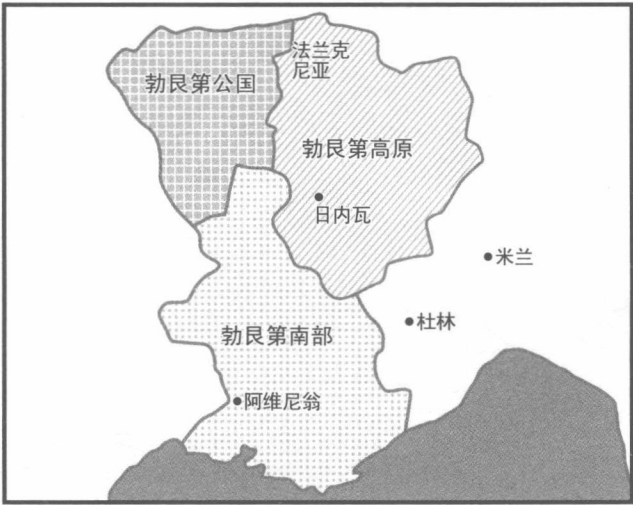 法兰克
尼亚
勃艮第公国
勃艮第高原
日内瓦
米兰
杜林
勃艮第南部
阿维尼翁